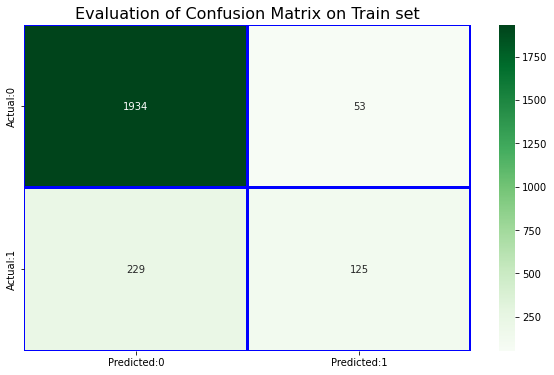 Evaluation of Confusion Matrix on Train set
Actual:0
1934
53
Actual:1
229
125
Predicted:0
Predicted:1
1750
1500
1250
1000
750
500
250